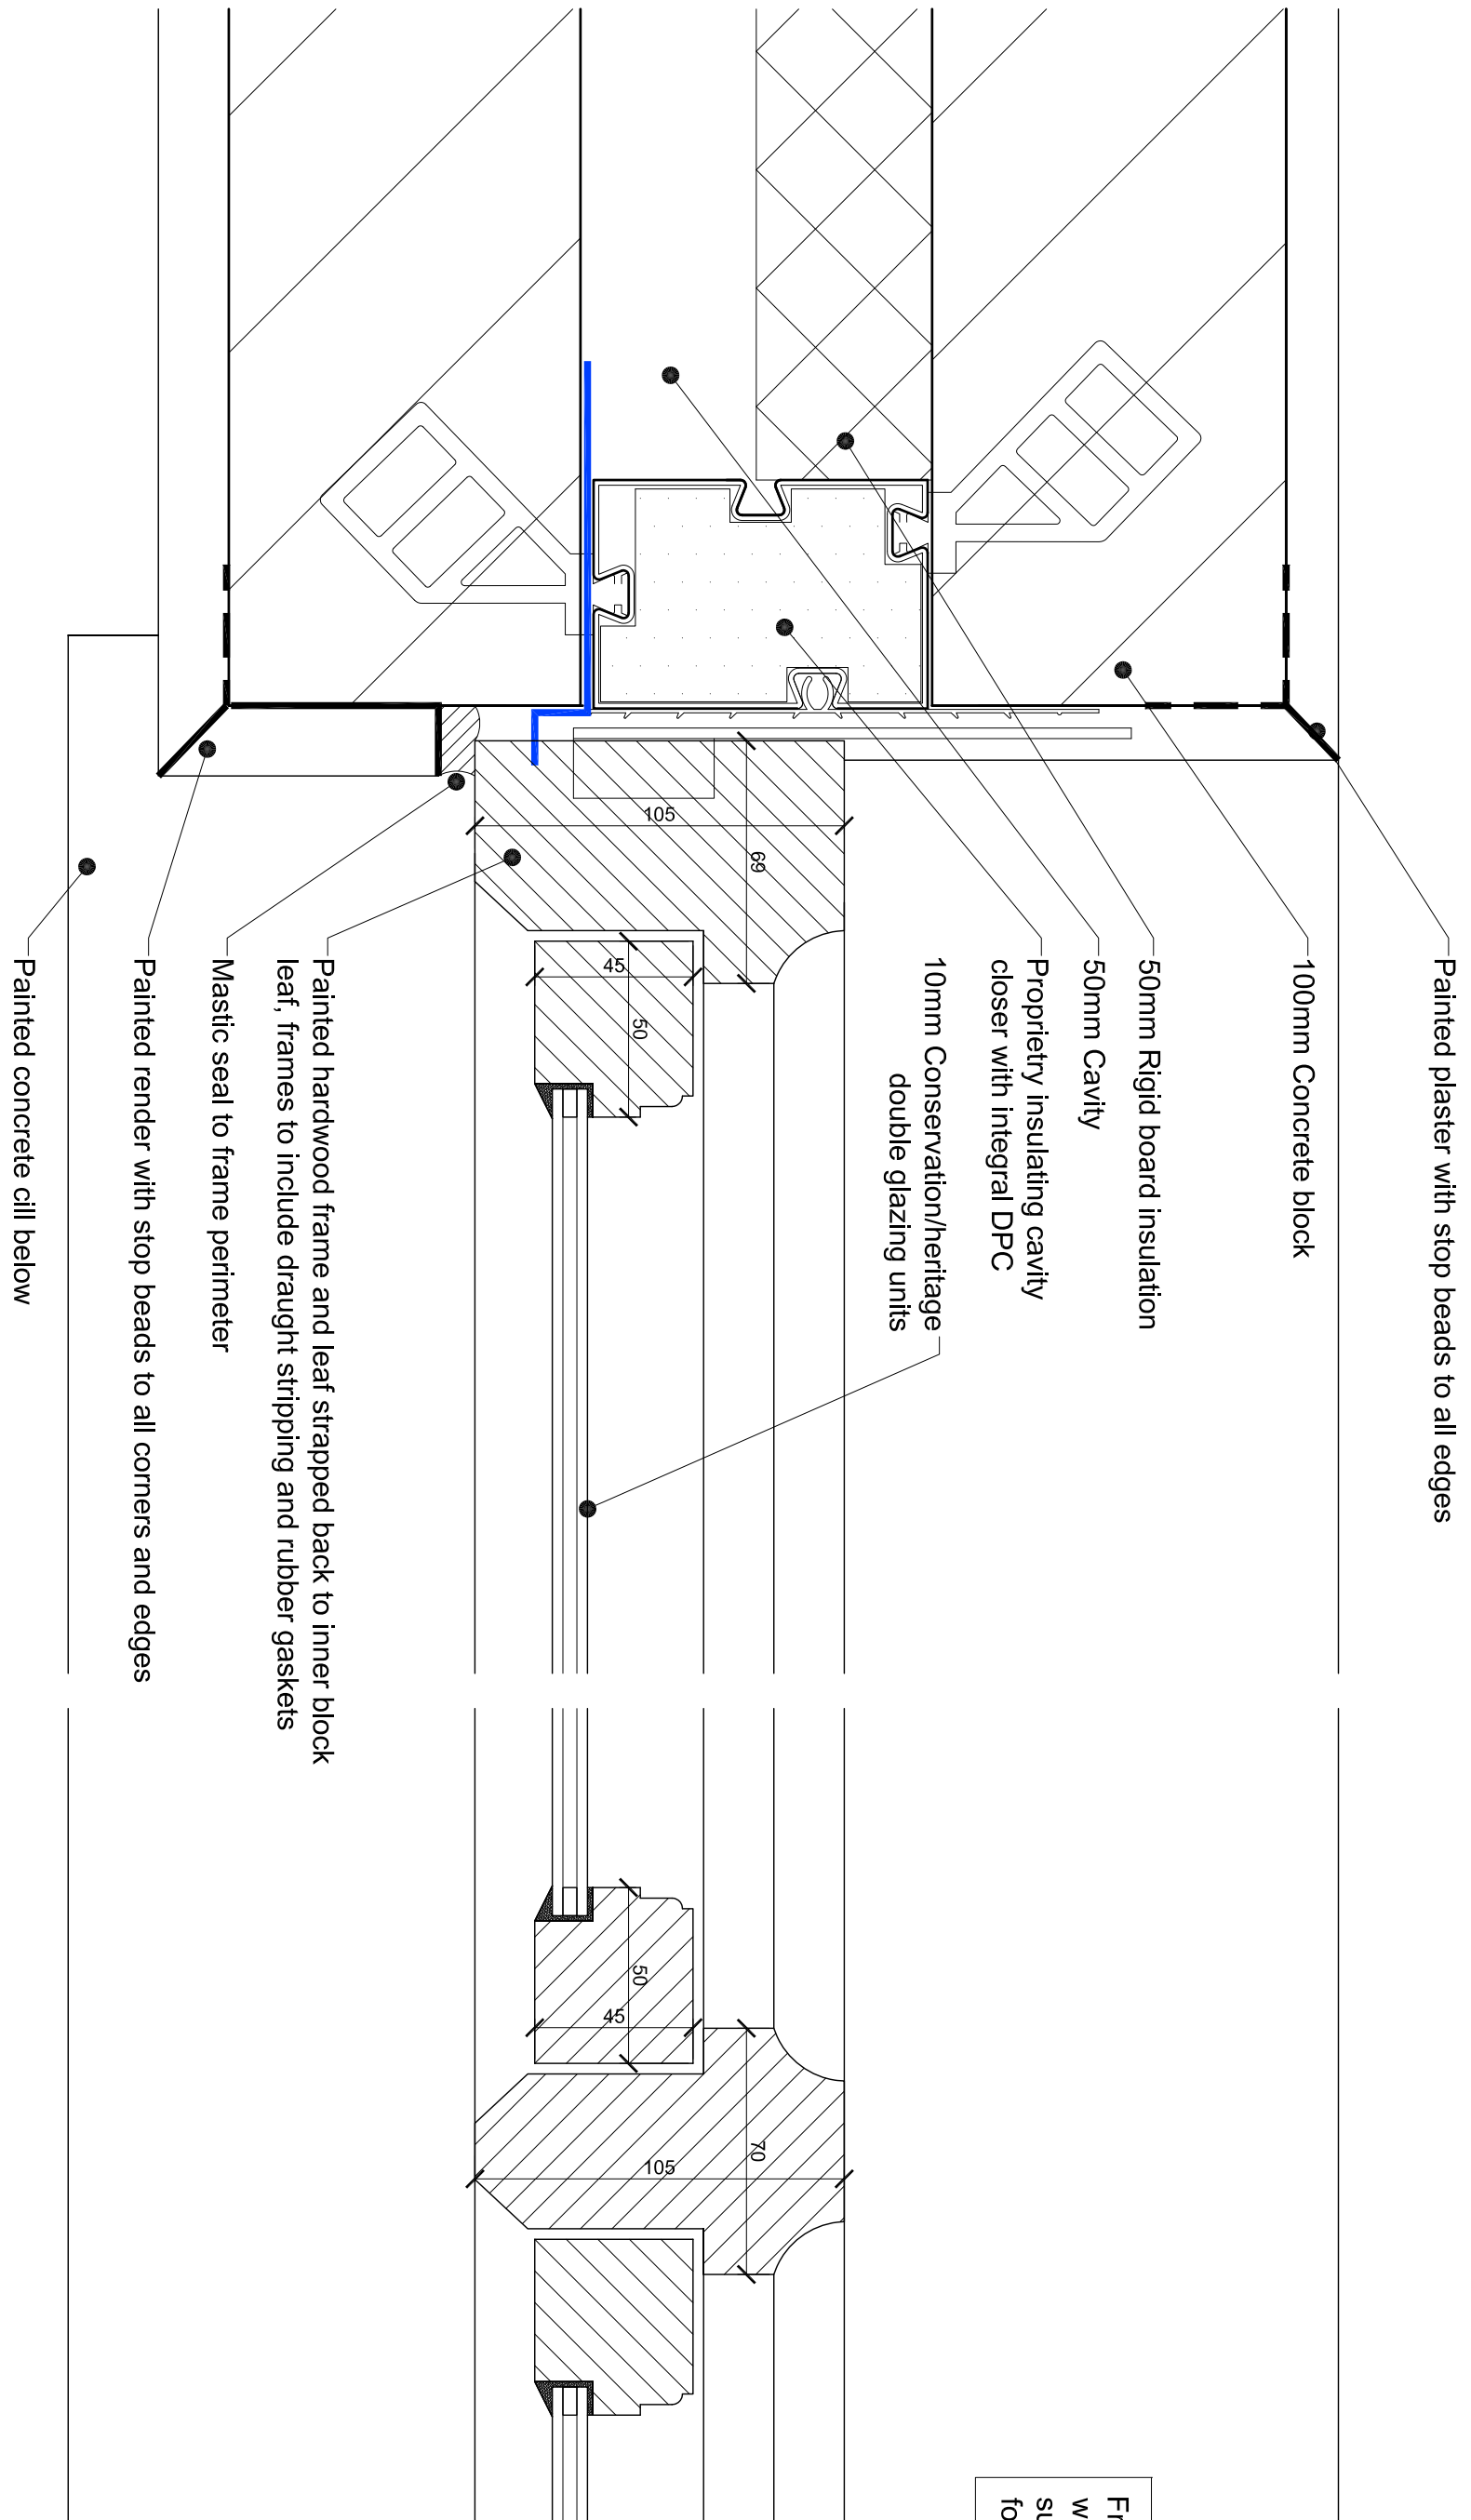 Painted plaster with stop beads to all edges
100mm Concrete block
50mm Rigid board insulation
50mm Cavity
Proprietry insulating cavity
closer with integral DPC
10mm Conservation/heritage
double glazing units
105
69
45
50
50
45
70
105
Painted hardwood frame and leaf strapped back to inner block
leaf, frames to include draught stripping and rubber gaskets
Mastic seal to frame perimeter
Painted render with stop beads to all corners and edges
Painted concrete cill below